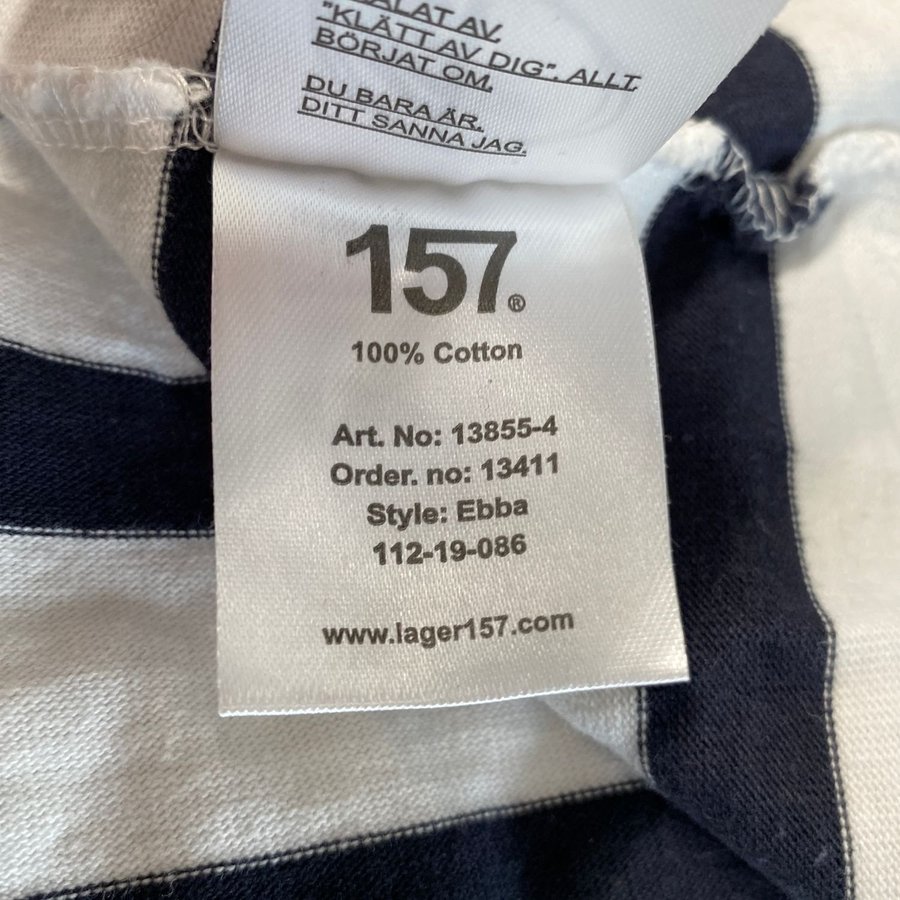 AV.
"KLÄTT AV DIG". ALLT
BÖRJAT OM.
DU BARA ÄR.
DITT SANNA JAG.
157®
100% Cotton
Art. No: 13855-4
Order. no: 13411
Style: Ebba
112-19-086
www.lager157.com